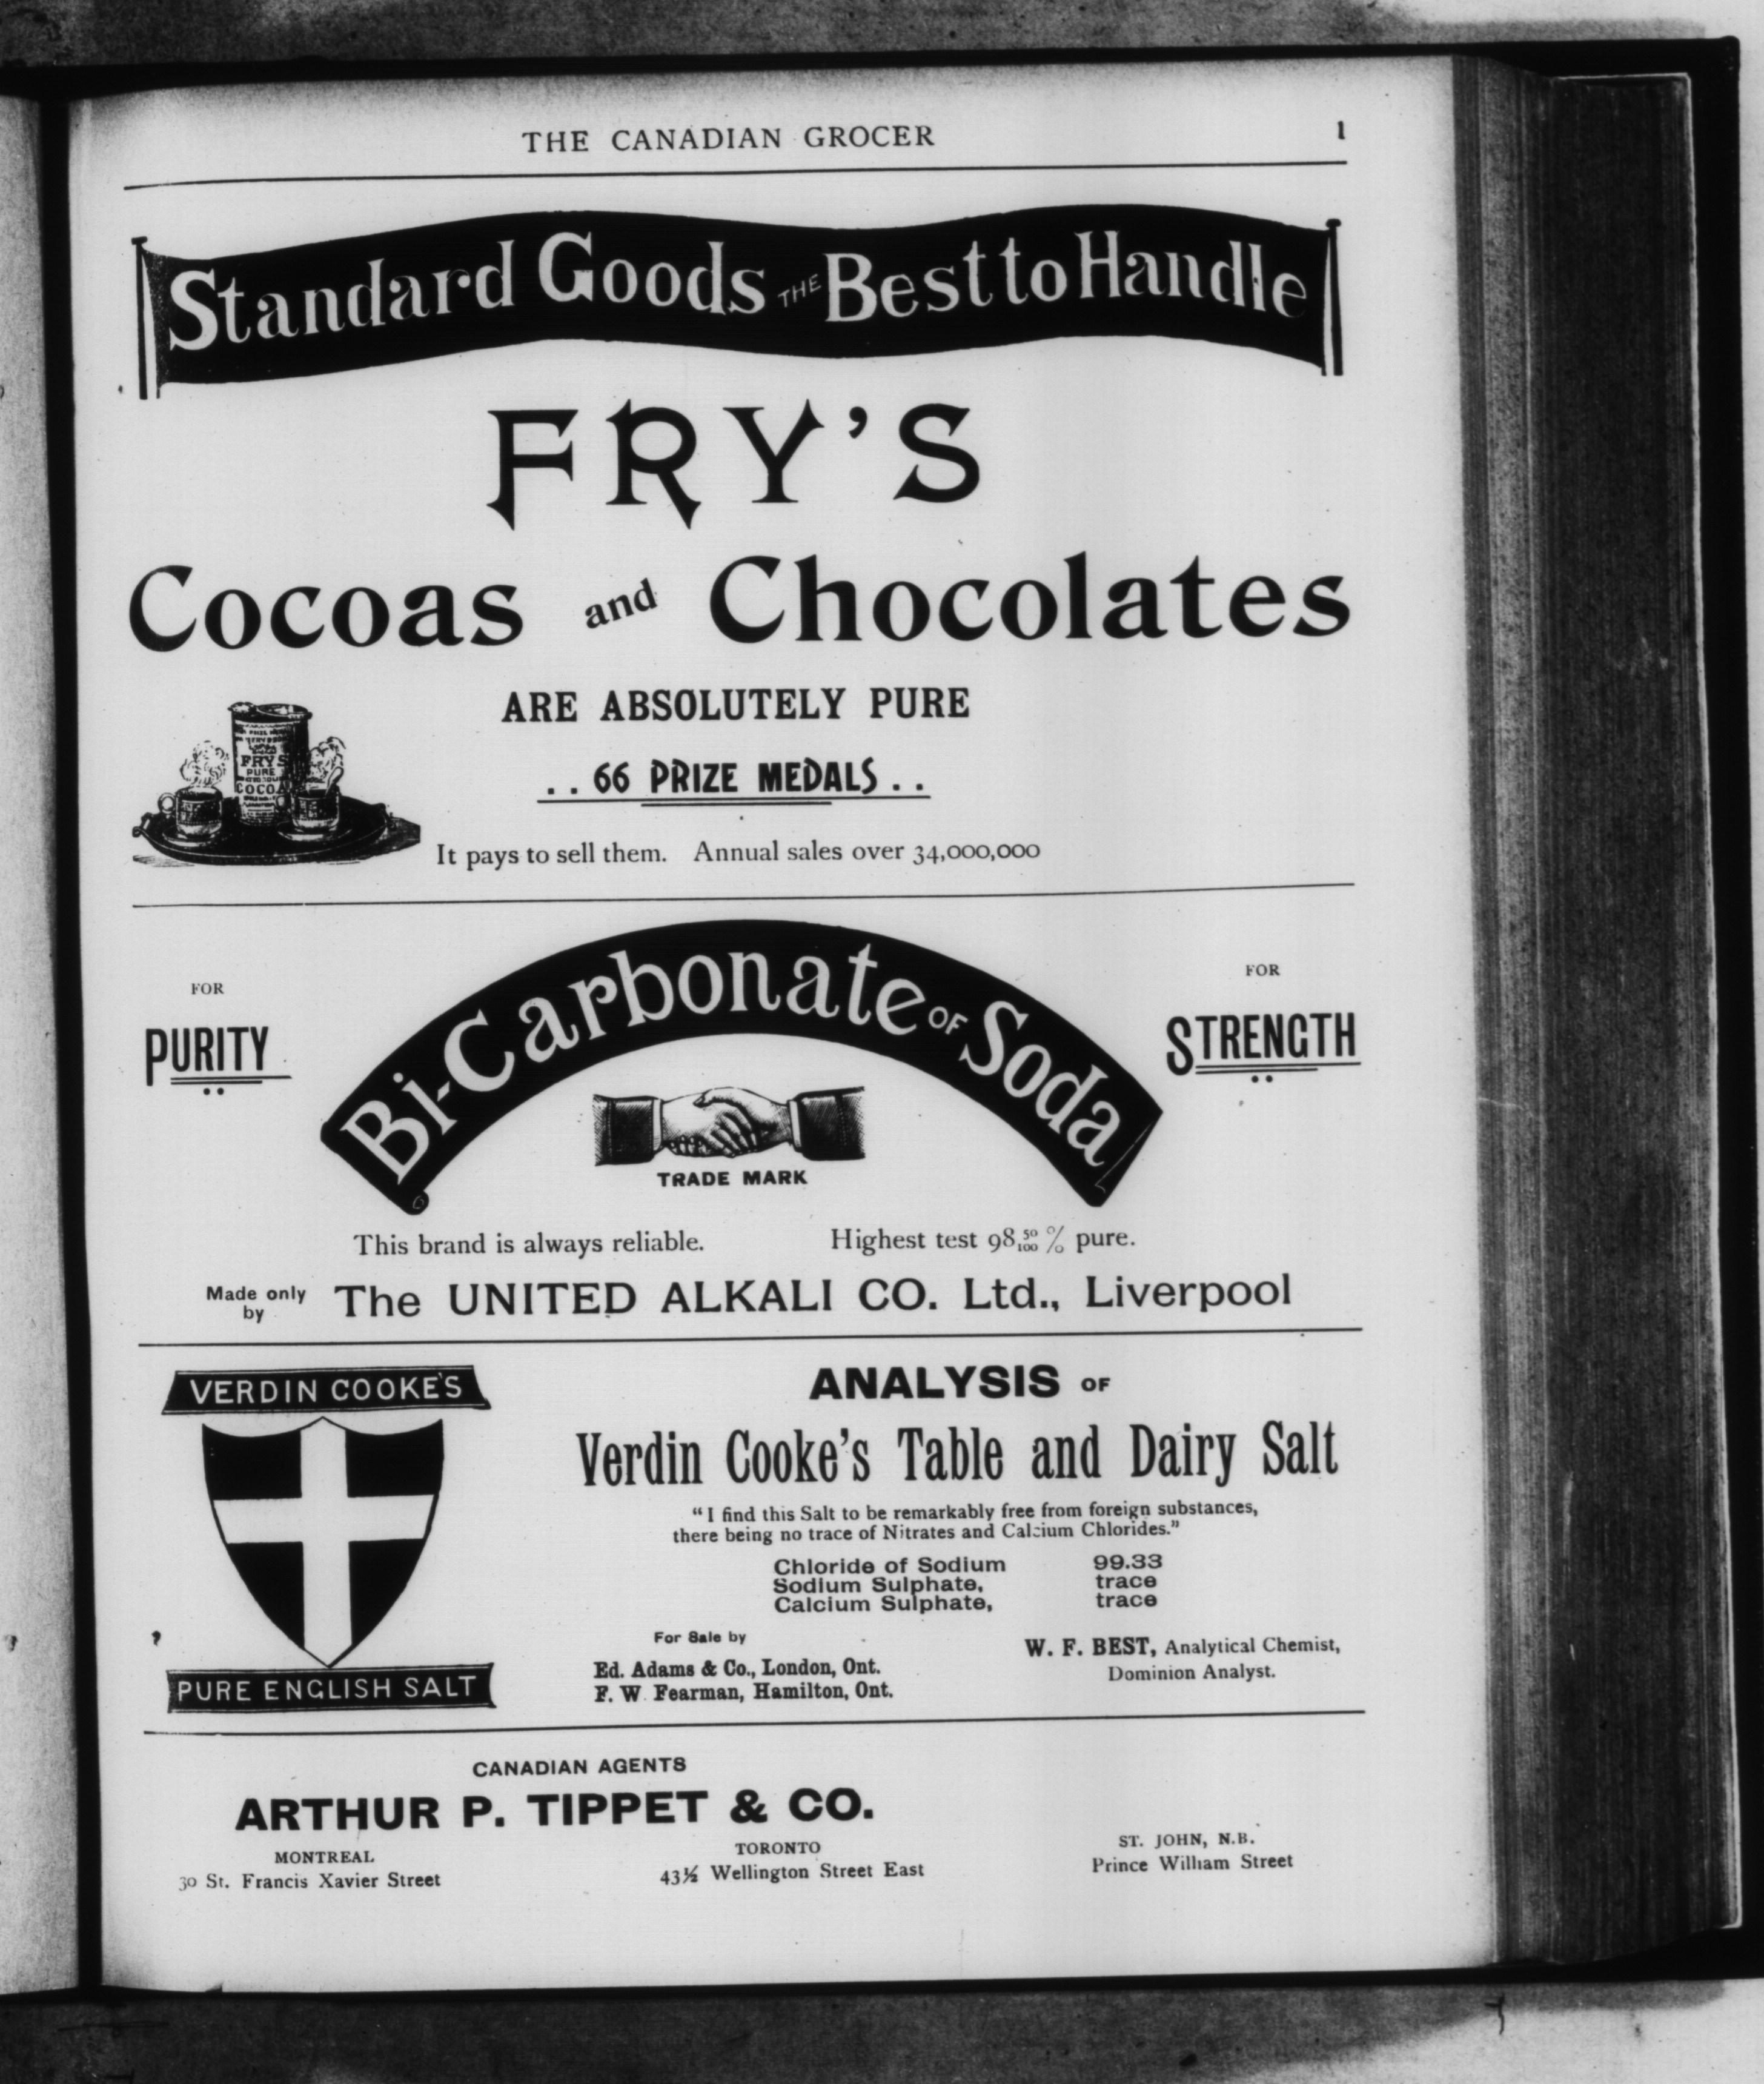 THE CANADIAN GROCER
1
Standard Goods THE Best to Handle
FRY'S
Cocoas and Chocolates
ARE ABSOLUTELY PURE
FRY'S
PURE
COCOA
. . 66 PRIZE MEDALS . .
It pays to sell them. Annual sales over 34,000,000
FOR
PURITY
Bi-Carbonate OF Soda
FOR
STRENGTH
TRADE MARK
This brand is always reliable. Highest test 98 50/100 % pure.
Made only by The UNITED ALKALI CO. Ltd., Liverpool
VERDIN COOKE'S
PURE ENGLISH SALT
ANALYSIS OF
Verdin Cooke's Table and Dairy Salt
"I find this Salt to be remarkably free from foreign substances,
there being no trace of Nitrates and Calcium Chlorides."
Chloride of Sodium 99.33
Sodium Sulphate, trace
Calcium Sulphate, trace
For Sale by
Ed. Adams & Co., London, Ont.
F. W. Fearman, Hamilton, Ont.
W. F. BEST, Analytical Chemist,
Dominion Analyst.
CANADIAN AGENTS
ARTHUR P. TIPPET & CO.
MONTREAL
30 St. Francis Xavier Street
TORONTO
43½ Wellington Street East
ST. JOHN, N.B.
Prince William Street